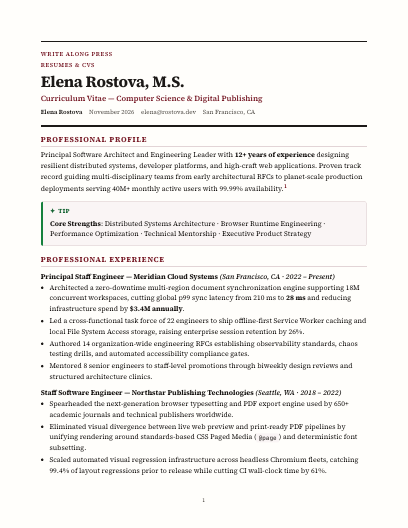 WRITE ALONG PRESS
RESUMES & CVS
Elena Rostova, M.S.
Curriculum Vitae — Computer Science & Digital Publishing
Elena Rostova November 2026 elena@rostova.dev San Francisco, CA
PROFESSIONAL PROFILE
Principal Software Architect and Engineering Leader with 12+ years of experience designing
resilient distributed systems, developer platforms, and high-craft web applications. Proven track
record guiding multi-disciplinary teams from early architectural RFCs to planet-scale production
deployments serving 40M+ monthly active users with 99.99% availability.1
✦ TIP
Core Strengths: Distributed Systems Architecture · Browser Runtime Engineering ·
Performance Optimization · Technical Mentorship · Executive Product Strategy
PROFESSIONAL EXPERIENCE
Principal Staff Engineer — Meridian Cloud Systems (San Francisco, CA · 2022 – Present)
• Architected a zero-downtime multi-region document synchronization engine supporting 18M
concurrent workspaces, cutting global p99 sync latency from 210 ms to 28 ms and reducing
infrastructure spend by $3.4M annually.
• Led a cross-functional task force of 22 engineers to ship offline-first Service Worker caching and
local File System Access storage, raising enterprise session retention by 26%.
• Authored 14 organization-wide engineering RFCs establishing observability standards, chaos
testing drills, and automated accessibility compliance gates.
• Mentored 8 senior engineers to staff-level promotions through biweekly design reviews and
structured architecture clinics.
Staff Software Engineer — Northstar Publishing Technologies (Seattle, WA · 2018 – 2022)
• Spearheaded the next-generation browser typesetting and PDF export engine used by 650+
academic journals and technical publishers worldwide.
• Eliminated visual divergence between live web preview and print-ready PDF pipelines by
unifying rendering around standards-based CSS Paged Media ( @page ) and deterministic font
subsetting.
• Scaled automated visual regression infrastructure across headless Chromium fleets, catching
99.4% of layout regressions prior to release while cutting CI wall-clock time by 61%.
1